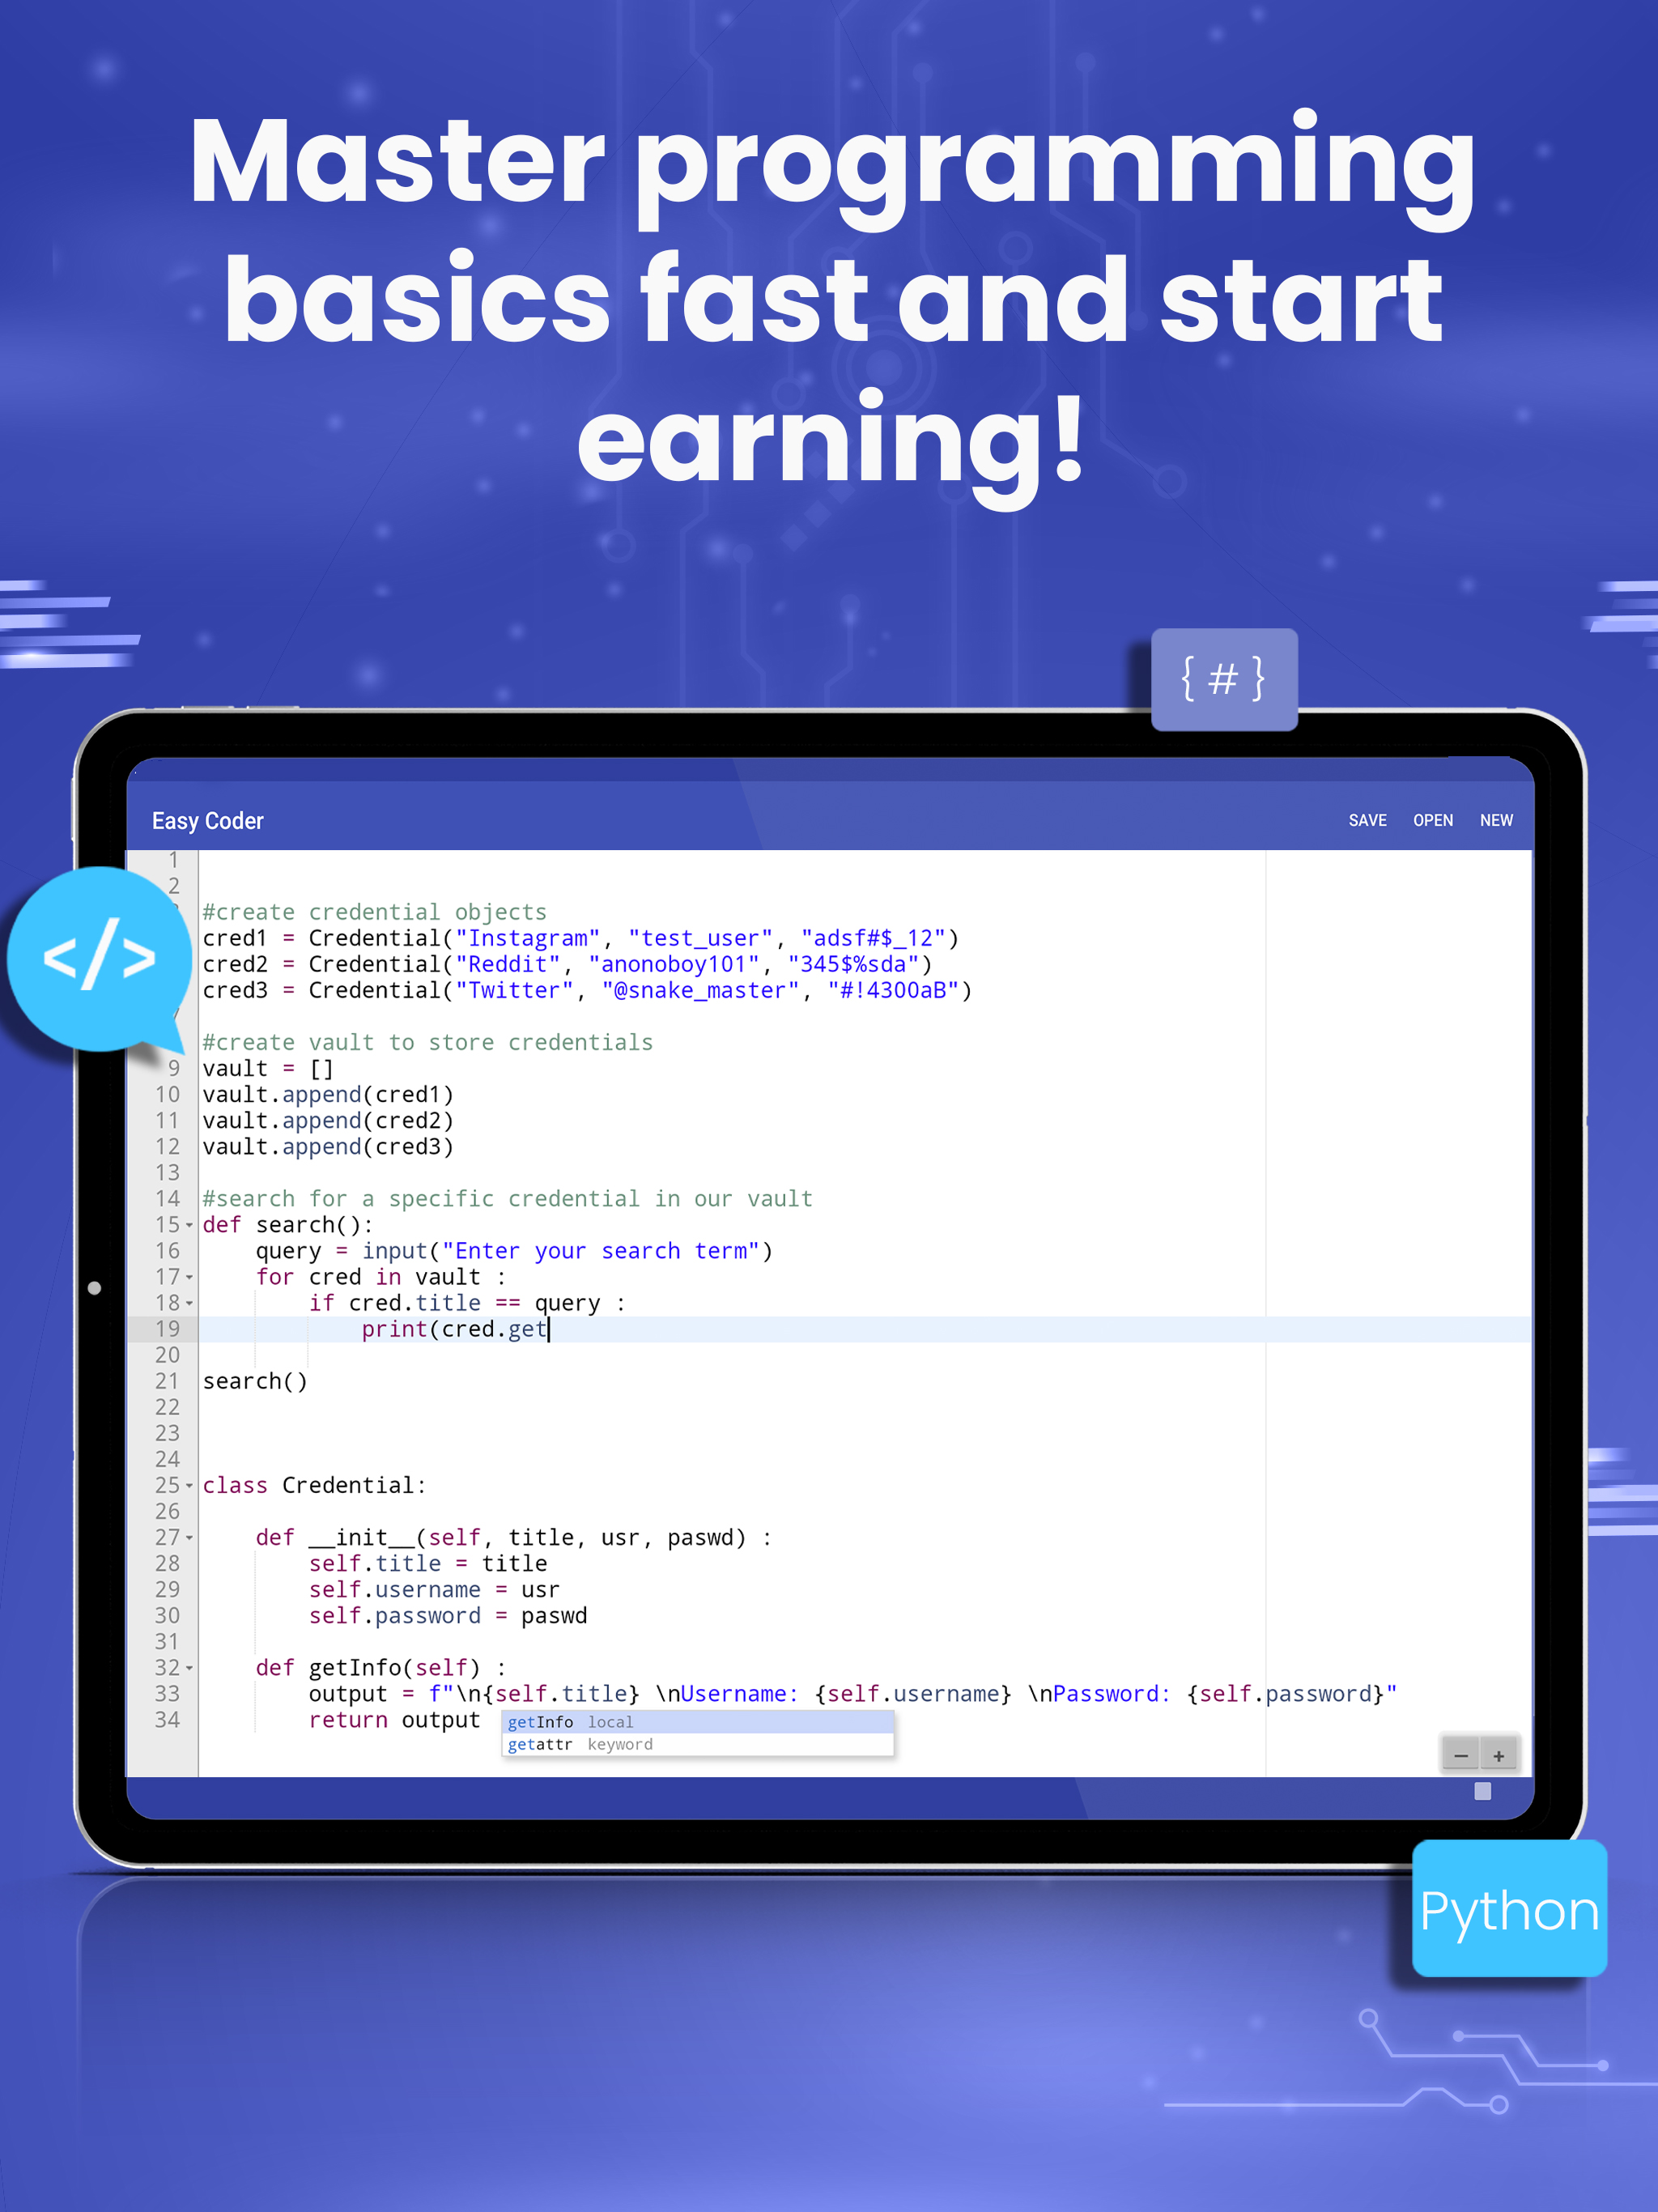 Master programming
basics fast and start
earning!
{ # }
Easy Coder
SAVE OPEN NEW
1
2
#create credential objects
cred1 = Credential("Instagram", "test_user", "adsf#$_12")
cred2 = Credential("Reddit", "anonoboy101", "345$%sda")
cred3 = Credential("Twitter", "@snake_master", "#!4300aB")
</>
#create vault to store credentials
9 vault = []
10 vault.append(cred1)
11 vault.append(cred2)
12 vault.append(cred3)
13
14 #search for a specific credential in our vault
15 def search():
16     query = input("Enter your search term")
17     for cred in vault :
18         if cred.title == query :
19             print(cred.get
20
21 search()
22
23
24
25 class Credential:
26
27     def __init__(self, title, usr, paswd) :
28         self.title = title
29         self.username = usr
30         self.password = paswd
31
32     def getInfo(self) :
33         output = f"\n{self.title} \nUsername: {self.username} \nPassword: {self.password}"
34         return output
getInfo local
getattr keyword
− +
Python